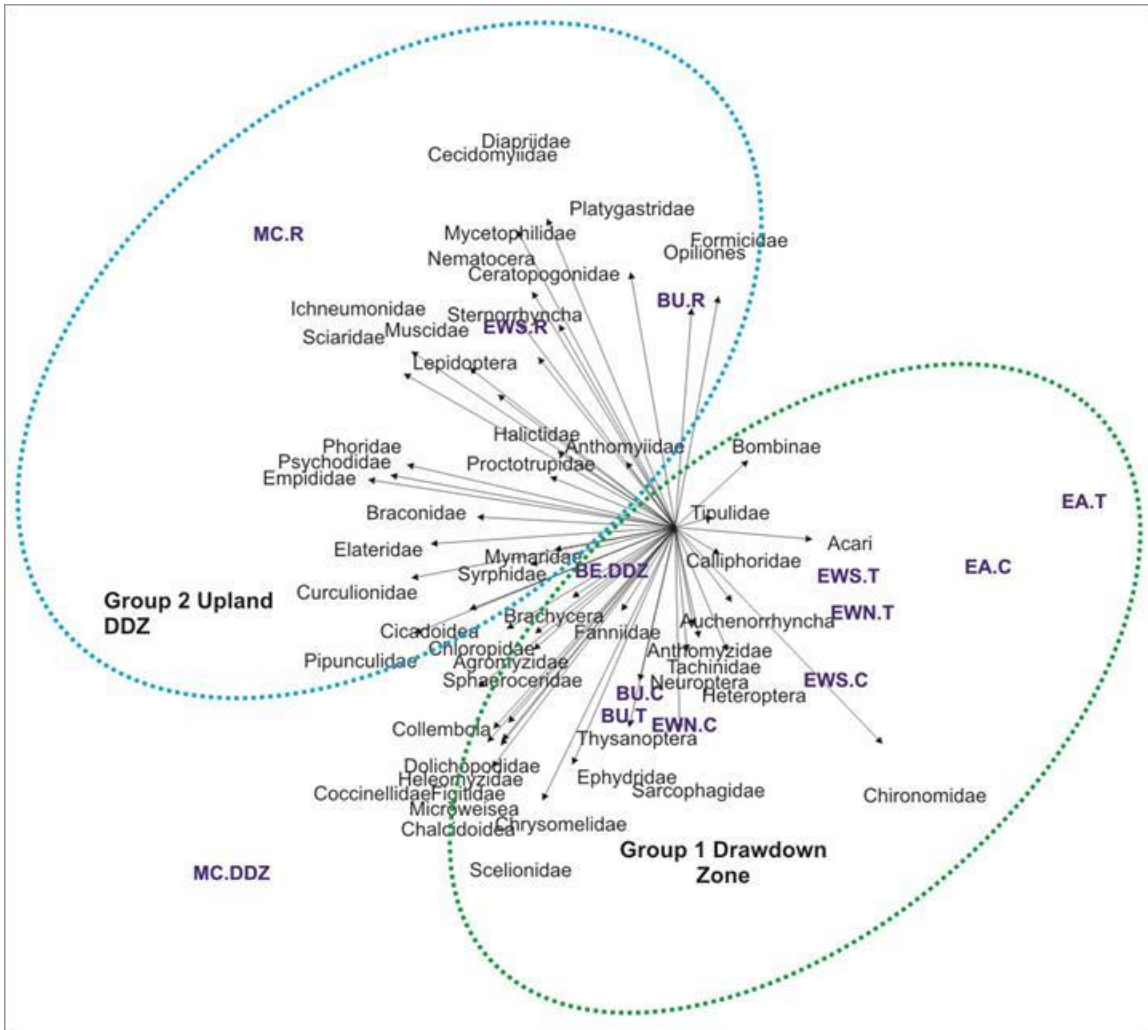 Diapriidae
Cecidomyiidae
Platygastridae
MC.R
Mycetophilidae
Formicidae
Opiliones
Nematocera
Ceratopogonidae
BU.R
Ichneumonidae
Sternorrhyncha
EWS.R
Muscidae
Sciaridae
Lepidoptera
Halictidae
Anthomyiidae
Bombinae
Phoridae
Psychodidae
Proctotrupidae
Empididae
EA.T
Braconidae
Tipulidae
Acari
Elateridae
Mymaridae
Calliphoridae
EA.C
Syrphidae
BE.DDZ
EWS.T
Curculionidae
Group 2 Upland
DDZ
EWN.T
Brachycera
Auchenorrhyncha
Cicadoidea
Fanniidae
Chloropidae
Anthomyzidae
Pipunculidae
Agromyzidae
Tachinidae
Sphaeroceridae
Neuroptera
EWS.C
BU.C
Heteroptera
BU.T
EWN.C
Collembola
Thysanoptera
Dolichopodidae
Heleomyzidae
Ephydridae
Coccinellidae
Figitidae
Sarcophagidae
Chironomidae
Microweisea
Chalcidoidea
Chrysomelidae
Group 1 Drawdown
Zone
MC.DDZ
Scelionidae